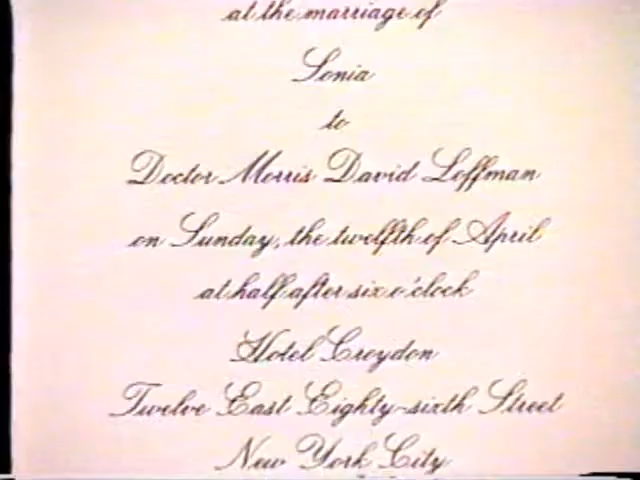 at the marriage of
Sonia
to
Doctor Morris David Loffman
on Sunday, the twelfth of April
at half after six o'clock
Hotel Croydon
Twelve East Eighty-sixth Street
New York City